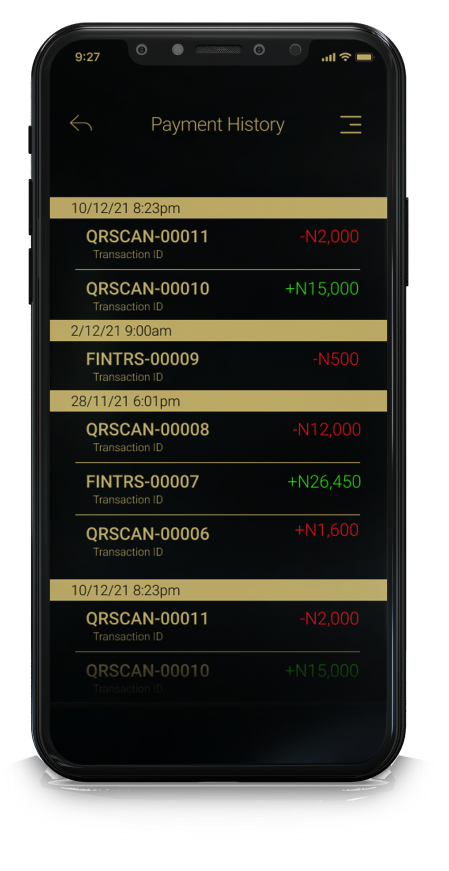 9:27
Payment History
10/12/21 8:23pm
QRSCAN-00011 -N2,000
Transaction ID
QRSCAN-00010 +N15,000
Transaction ID
2/12/21 9:00am
FINTRS-00009 -N500
Transaction ID
28/11/21 6:01pm
QRSCAN-00008 -N12,000
Transaction ID
FINTRS-00007 +N26,450
Transaction ID
QRSCAN-00006 +N1,600
Transaction ID
10/12/21 8:23pm
QRSCAN-00011 -N2,000
Transaction ID
QRSCAN-00010 +N15,000
Transaction ID